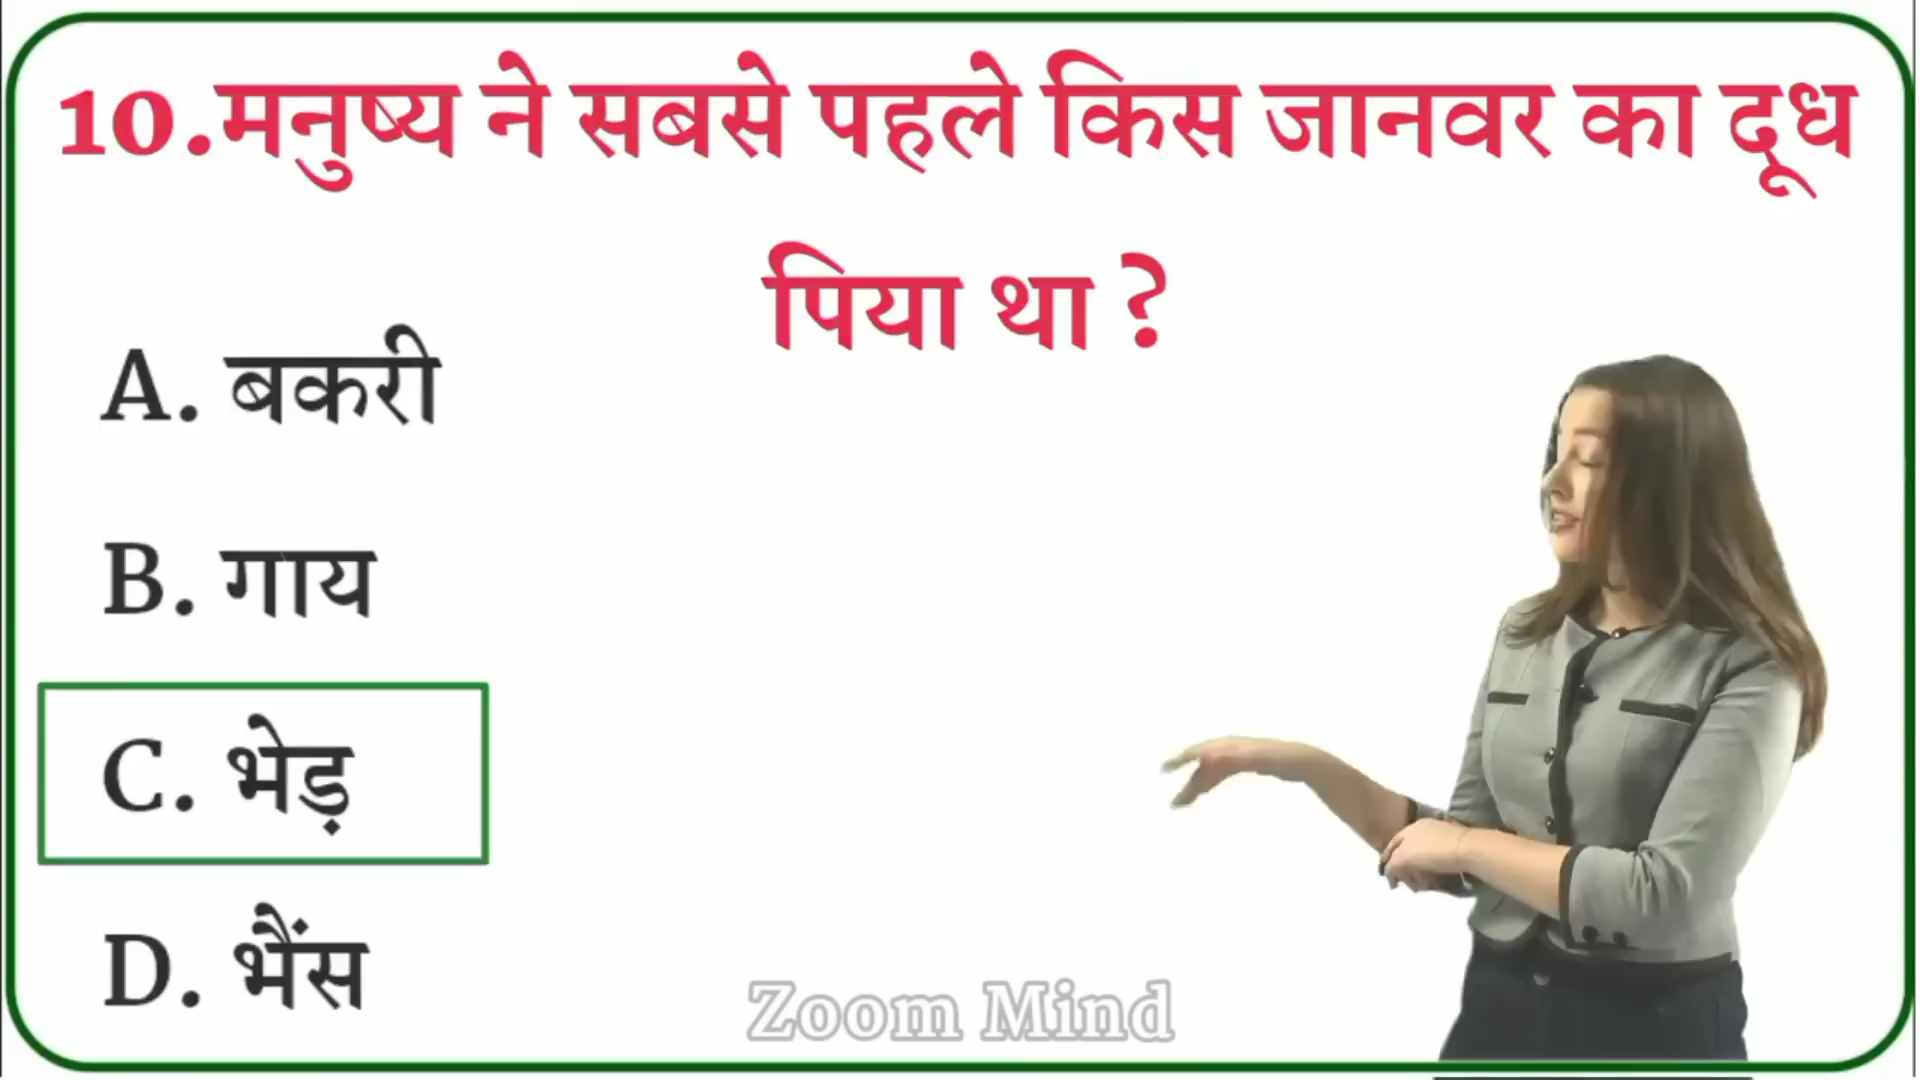 10.मनुष्य ने सबसे पहले किस जानवर का दूध
पिया था ?
A. बकरी
B. गाय
C. भेड़
D. भैंस
Zoom Mind